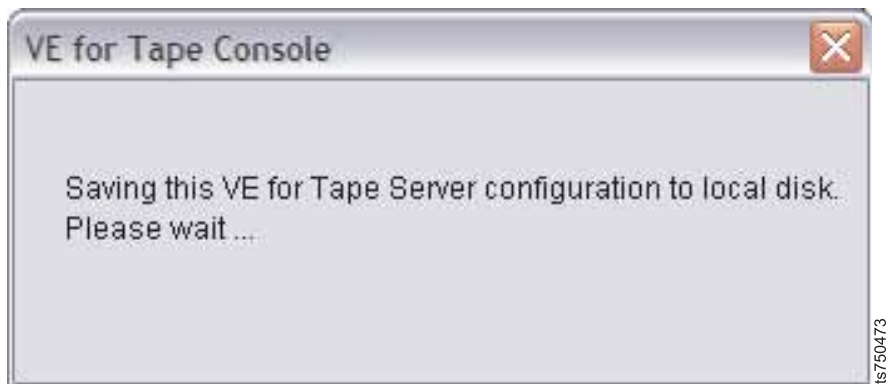 VE for Tape Console
Saving this VE for Tape Server configuration to local disk.
Please wait ...
ts750473